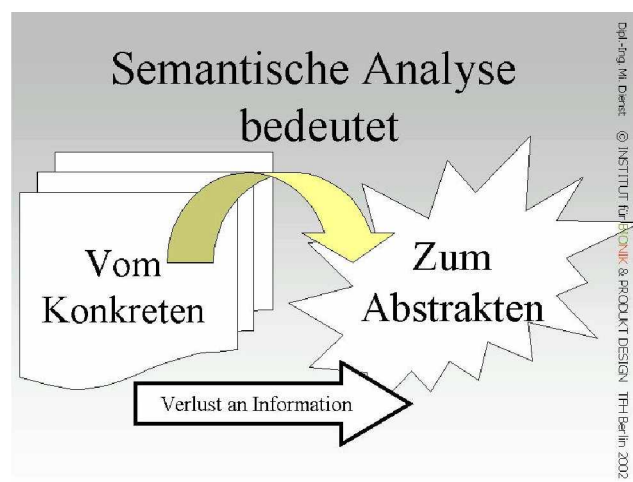 Semantische Analyse
bedeutet
Vom
Konkreten
Zum
Abstrakten
Verlust an Information
Dipl.-Ing. Mi. Dienst © INSTITUT für BIONIK & PRODUKT DESIGN TFH Berlin 2002